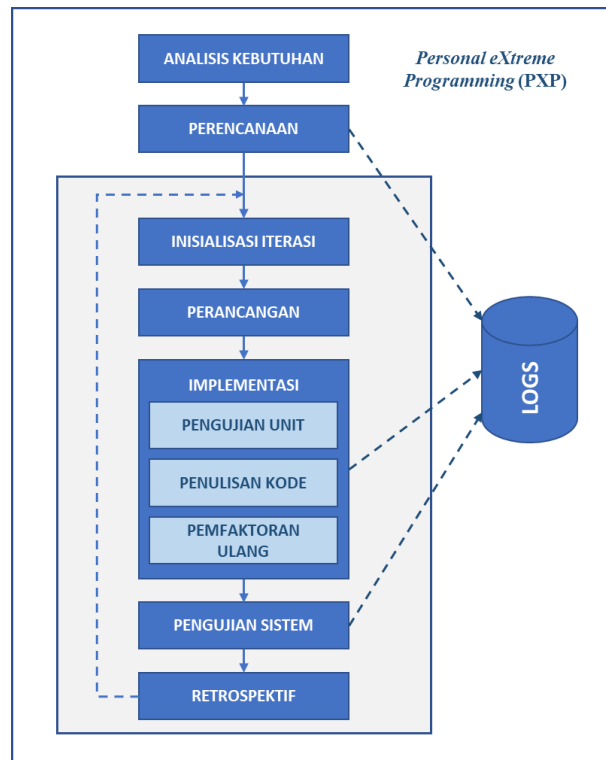 ANALISIS KEBUTUHAN
Personal eXtreme
Programming (PXP)
PERENCANAAN
INISIALISASI ITERASI
PERANCANGAN
IMPLEMENTASI
PENGUJIAN UNIT
PENULISAN KODE
PEMFAKTORAN
ULANG
LOGS
PENGUJIAN SISTEM
RETROSPEKTIF